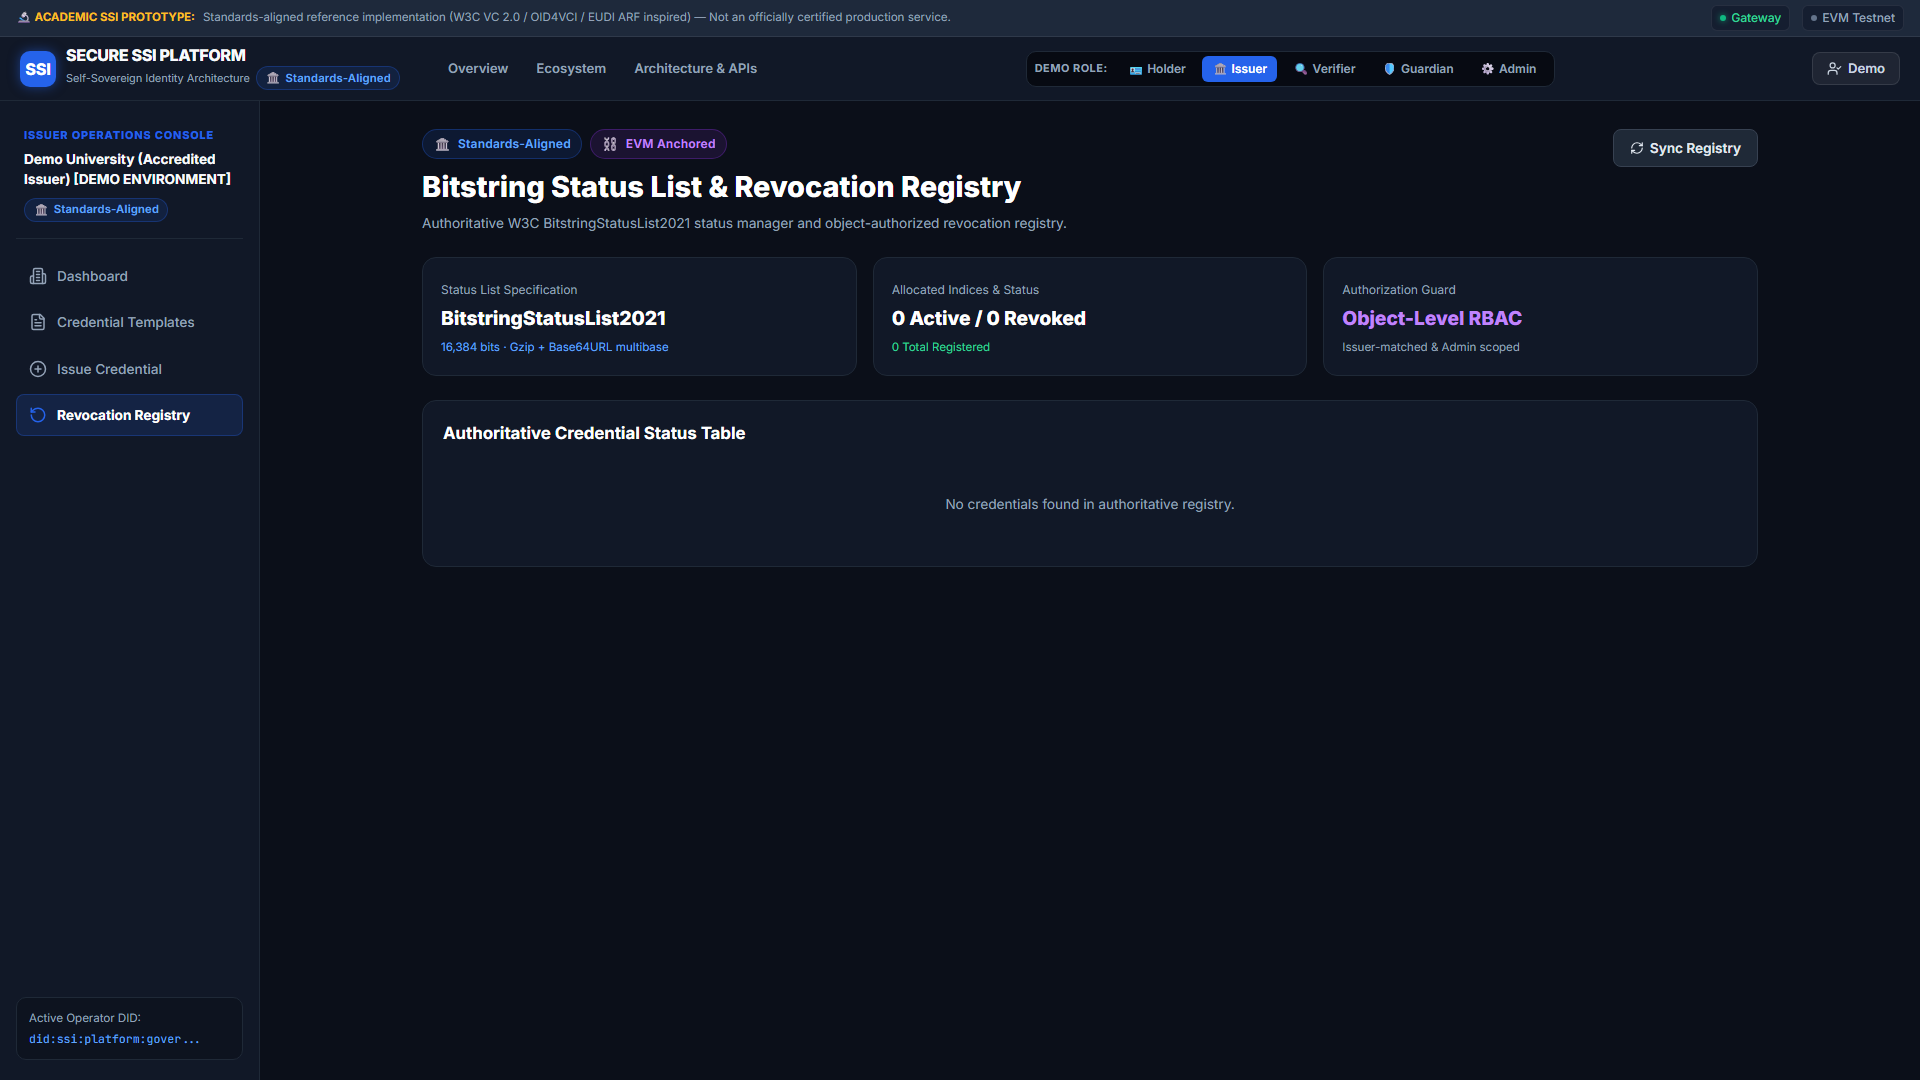 ACADEMIC SSI PROTOTYPE: Standards-aligned reference implementation (W3C VC 2.0 / OID4VCI / EUDI ARF inspired) — Not an officially certified production service.
Gateway
EVM Testnet
SSI
SECURE SSI PLATFORM
Self-Sovereign Identity Architecture
Standards-Aligned
Overview
Ecosystem
Architecture & APIs
DEMO ROLE:
Holder
Issuer
Verifier
Guardian
Admin
Demo
ISSUER OPERATIONS CONSOLE
Demo University (Accredited
Issuer) [DEMO ENVIRONMENT]
Standards-Aligned
Dashboard
Credential Templates
Issue Credential
Revocation Registry
Active Operator DID:
did:ssi:platform:gover...
Standards-Aligned
EVM Anchored
Sync Registry
Bitstring Status List & Revocation Registry
Authoritative W3C BitstringStatusList2021 status manager and object-authorized revocation registry.
Status List Specification
BitstringStatusList2021
16,384 bits · Gzip + Base64URL multibase
Allocated Indices & Status
0 Active / 0 Revoked
0 Total Registered
Authorization Guard
Object-Level RBAC
Issuer-matched & Admin scoped
Authoritative Credential Status Table
No credentials found in authoritative registry.